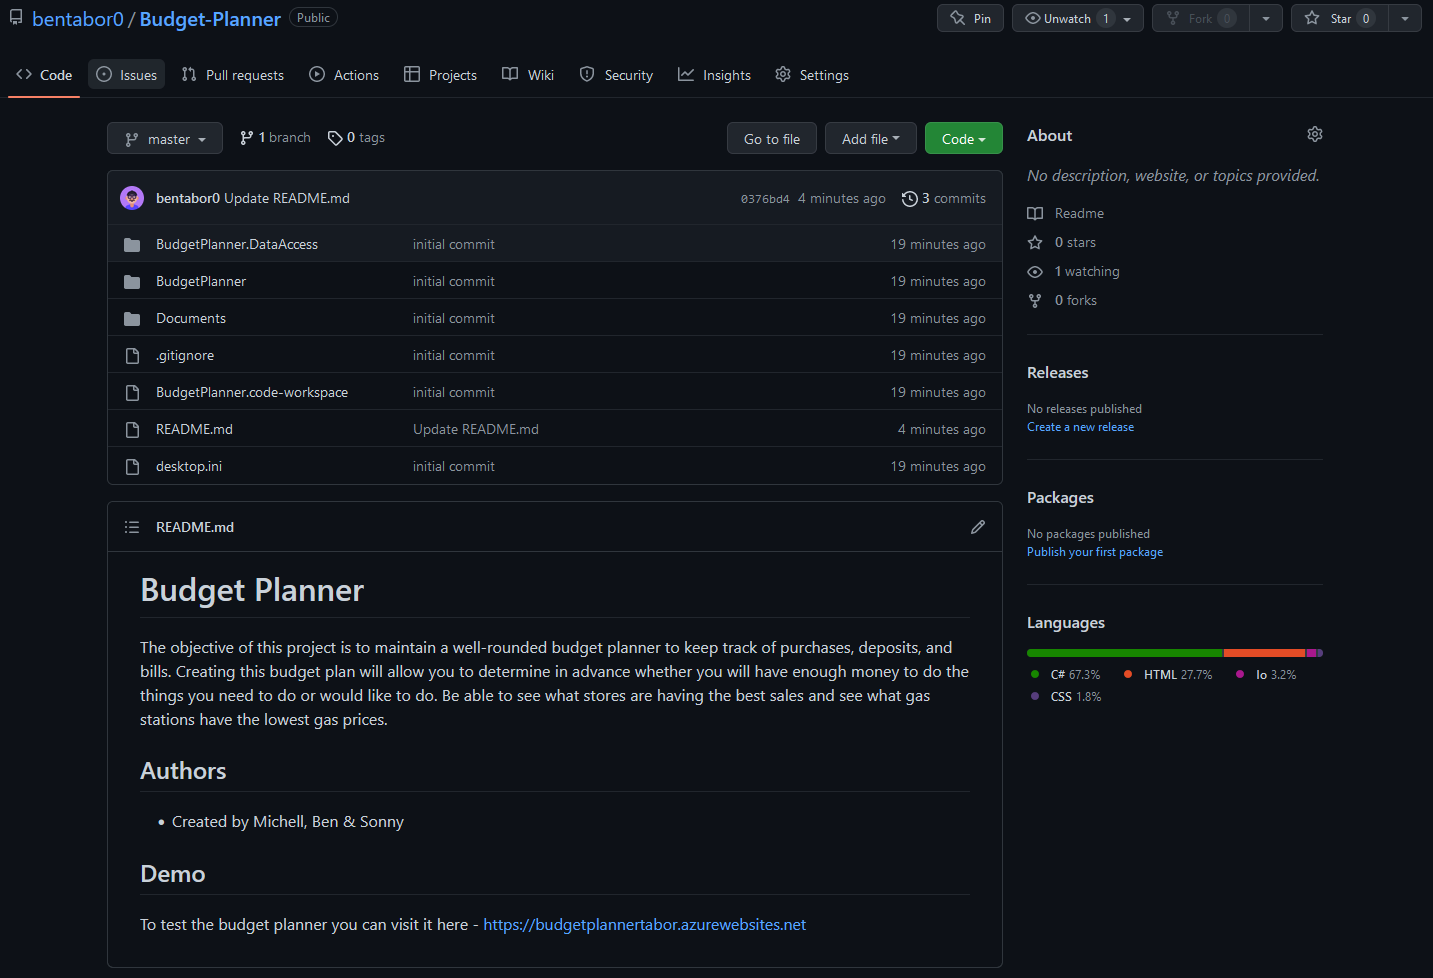 bentabor0 / Budget-Planner Public
Pin Unwatch 1 Fork 0 Star 0
Code Issues Pull requests Actions Projects Wiki Security Insights Settings
master 1 branch 0 tags Go to file Add file Code
bentabor0 Update README.md 0376bd4 4 minutes ago 3 commits
BudgetPlanner.DataAccess initial commit 19 minutes ago
BudgetPlanner initial commit 19 minutes ago
Documents initial commit 19 minutes ago
.gitignore initial commit 19 minutes ago
BudgetPlanner.code-workspace initial commit 19 minutes ago
README.md Update README.md 4 minutes ago
desktop.ini initial commit 19 minutes ago
README.md
Budget Planner
The objective of this project is to maintain a well-rounded budget planner to keep track of purchases, deposits, and
bills. Creating this budget plan will allow you to determine in advance whether you will have enough money to do the
things you need to do or would like to do. Be able to see what stores are having the best sales and see what gas
stations have the lowest gas prices.
Authors
• Created by Michell, Ben & Sonny
Demo
To test the budget planner you can visit it here - https://budgetplannertabor.azurewebsites.net
About
No description, website, or topics provided.
Readme
0 stars
1 watching
0 forks
Releases
No releases published
Create a new release
Packages
No packages published
Publish your first package
Languages
C# 67.3% HTML 27.7% Io 3.2%
CSS 1.8%